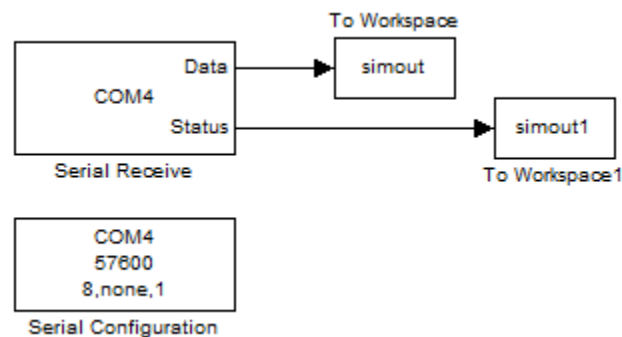 To Workspace
Data
simout
COM4
Status
simout1
Serial Receive
To Workspace1
COM4
57600
8,none,1
Serial Configuration